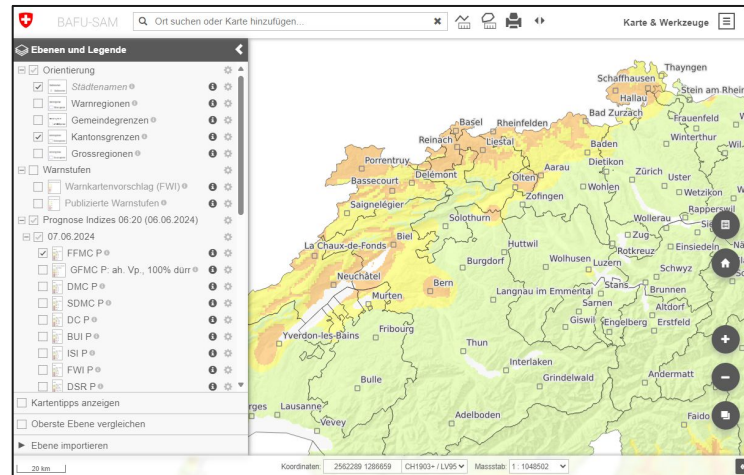 BAFU-SAM
Ort suchen oder Karte hinzufügen...
Karte & Werkzeuge
Ebenen und Legende
Orientierung
Städtenamen
Warnregionen
Gemeindegrenzen
Kantonsgrenzen
Grossregionen
Warnstufen
Warnkartenvorschlag (FWI)
Publizierte Warnstufen
Prognose Indizes 06:20 (06.06.2024)
07.06.2024
FFMC P
GFMC P: ah. Vp., 100% dürr
DMC P
SDMC P
DC P
BUI P
ISI P
FWI P
DSR P
Kartentipps anzeigen
Oberste Ebene vergleichen
Ebene importieren
Thayngen
Schaffhausen
Stein am Rhein
Hallau
Bad Zurzach
Frauenfeld
Basel
Rheinfelden
Winterthur
Reinach
Liestal
Baden
Wil
Porrentruy
Delémont
Aarau
Dietikon
Zürich
Uster
Bassecourt
Olten
Wohlen
Wetzikon
Zofingen
Saignelégier
Rapperswil
Solothurn
Wollerau
Biel
Zug
La Chaux-de-Fonds
Huttwil
Rotkreuz
Einsiedeln
Burgdorf
Wolhusen
Luzern
Schwyz
Neuchâtel
Bern
Stans
Brunnen
Langnau im Emmental
Murten
Sarnen
Altdorf
Giswil
Engelberg
Erstfeld
Fribourg
Yverdon-les-Bains
Thun
Interlaken
Andermatt
Bulle
Grindelwald
Lausanne
Adelboden
Faido
Vevey
20 km
Koordinaten:
2562289 1286659
CH1903+ / LV95
Massstab:
1 : 1048502